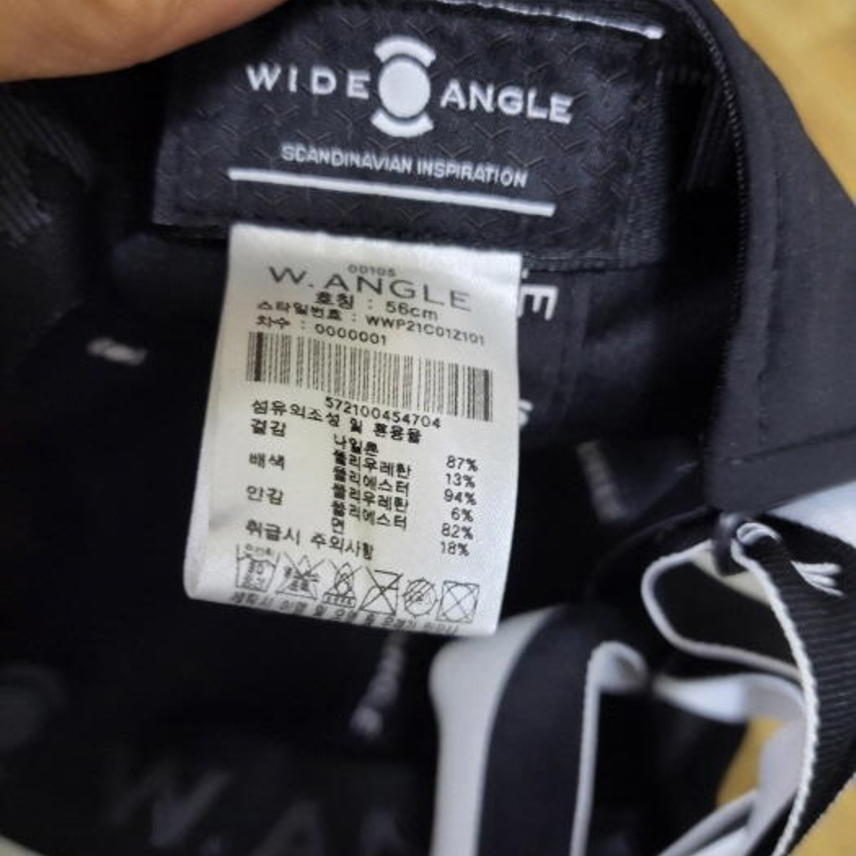 WIDE ANGLE
SCANDINAVIAN INSPIRATION
00105
W.ANGLE
호칭 : 56cm
스타일번호 : WWP21C01Z101
차수 : 0000001
572100454704
섬유의조성 및 혼용율
겉감 나일론 87%
폴리우레탄 13%
배색 폴리에스터 94%
폴리우레탄 6%
안감 폴리에스터 82%
면 18%
취급시 주의사항